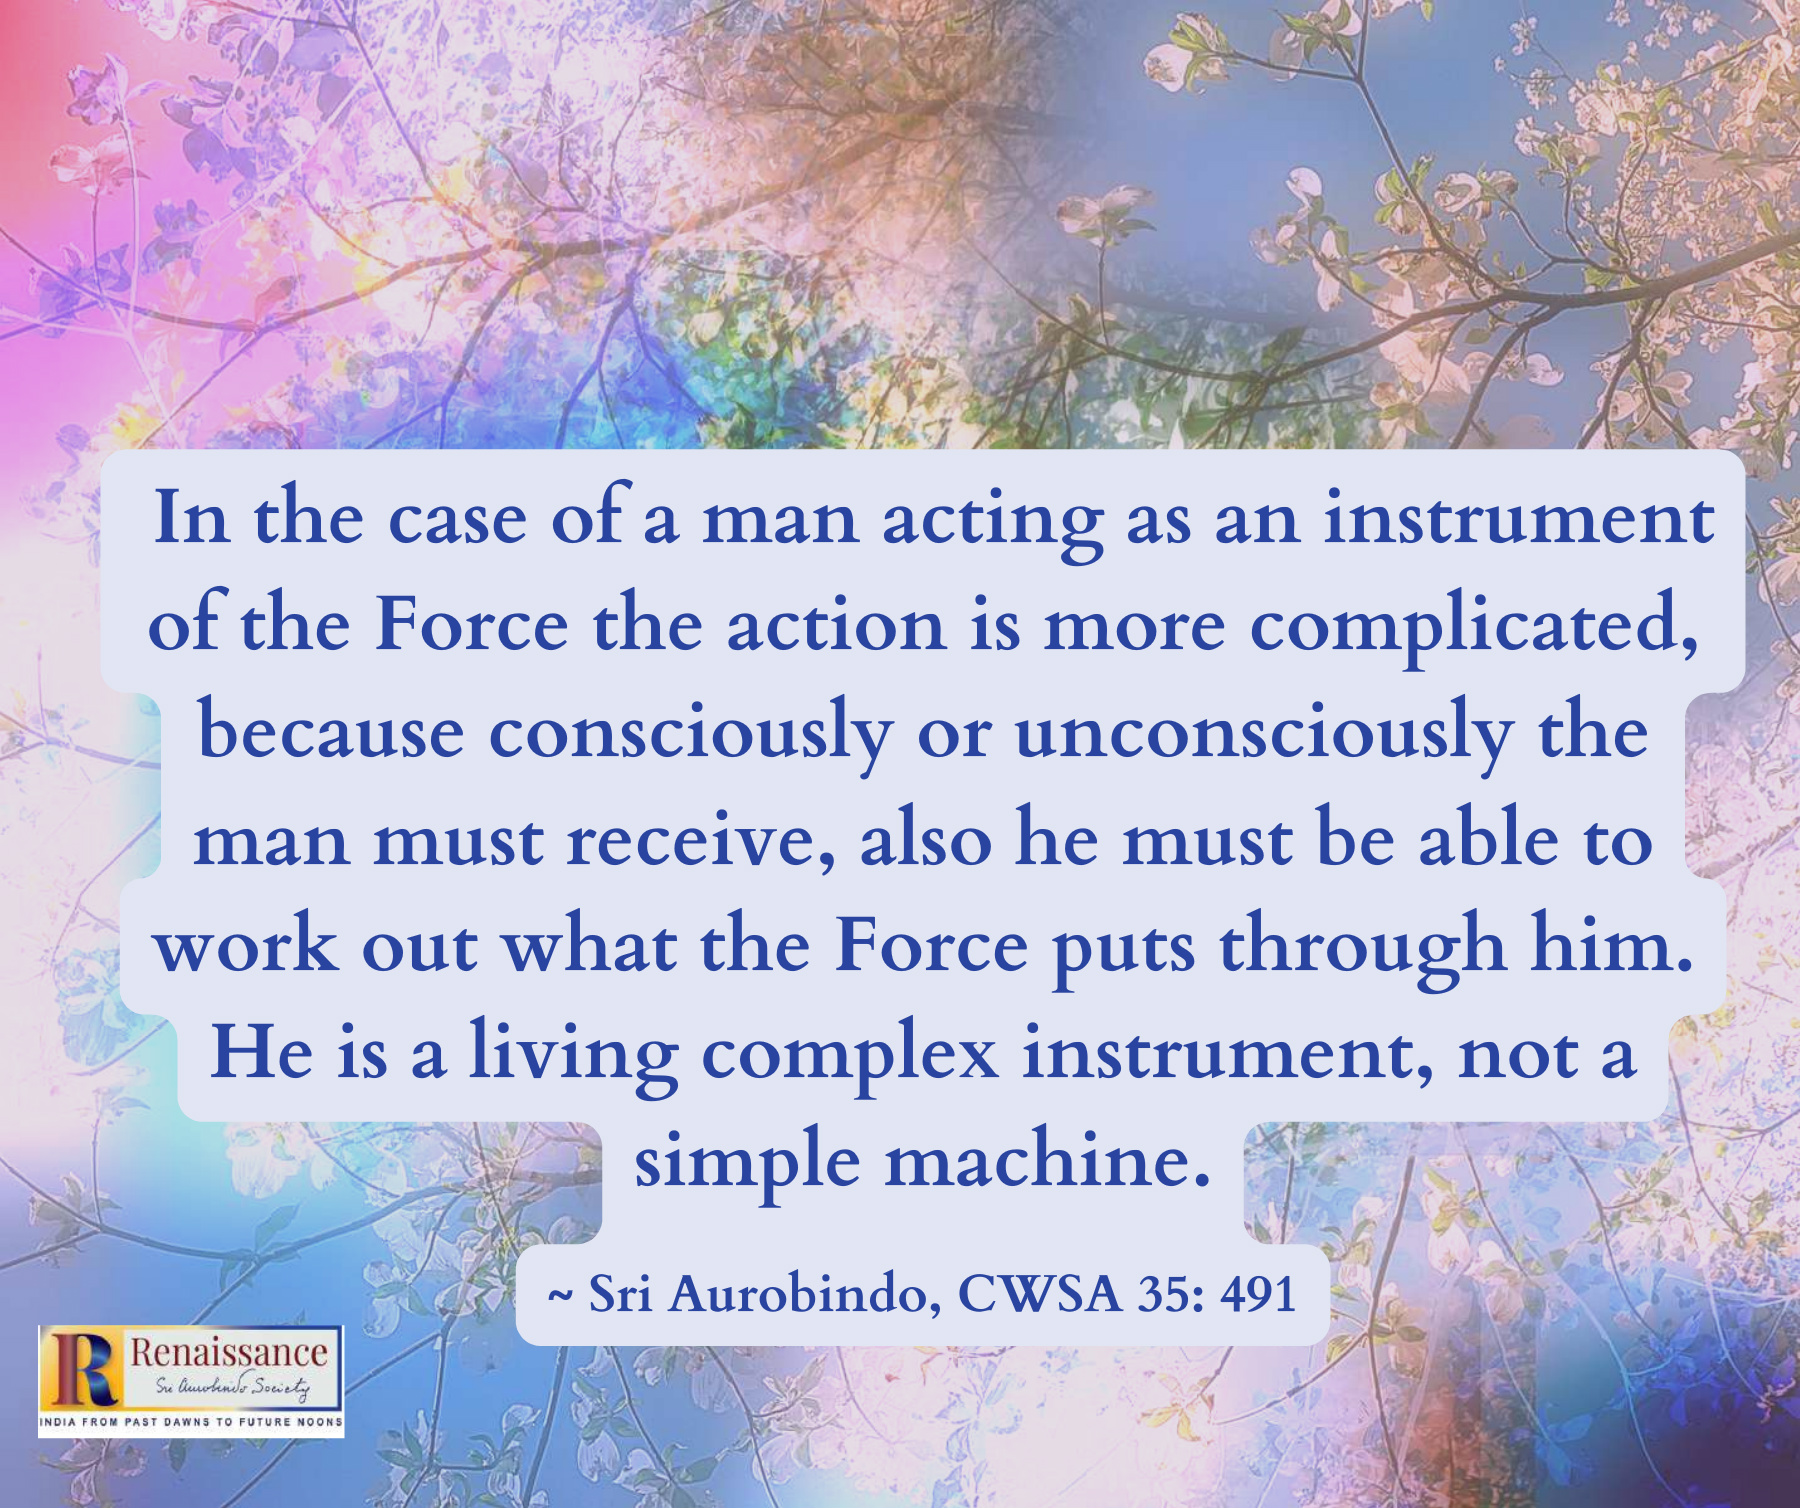 In the case of a man acting as an instrument
of the Force the action is more complicated,
because consciously or unconsciously the
man must receive, also he must be able to
work out what the Force puts through him.
He is a living complex instrument, not a
simple machine.
~ Sri Aurobindo, CWSA 35: 491
R Renaissance
Sri Aurobindo Society
INDIA FROM PAST DAWNS TO FUTURE NOONS